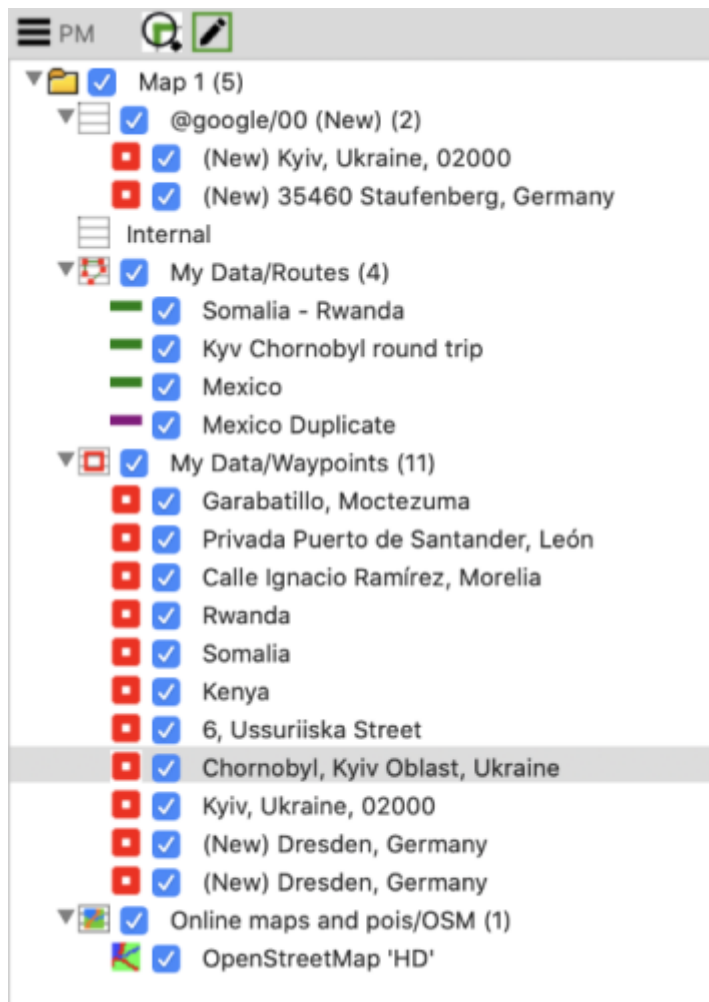 PM
Map 1 (5)
@google/00 (New) (2)
(New) Kyiv, Ukraine, 02000
(New) 35460 Staufenberg, Germany
Internal
My Data/Routes (4)
Somalia - Rwanda
Kyv Chornobyl round trip
Mexico
Mexico Duplicate
My Data/Waypoints (11)
Garabatillo, Moctezuma
Privada Puerto de Santander, León
Calle Ignacio Ramírez, Morelia
Rwanda
Somalia
Kenya
6, Ussuriiska Street
Chornobyl, Kyiv Oblast, Ukraine
Kyiv, Ukraine, 02000
(New) Dresden, Germany
(New) Dresden, Germany
Online maps and pois/OSM (1)
OpenStreetMap 'HD'